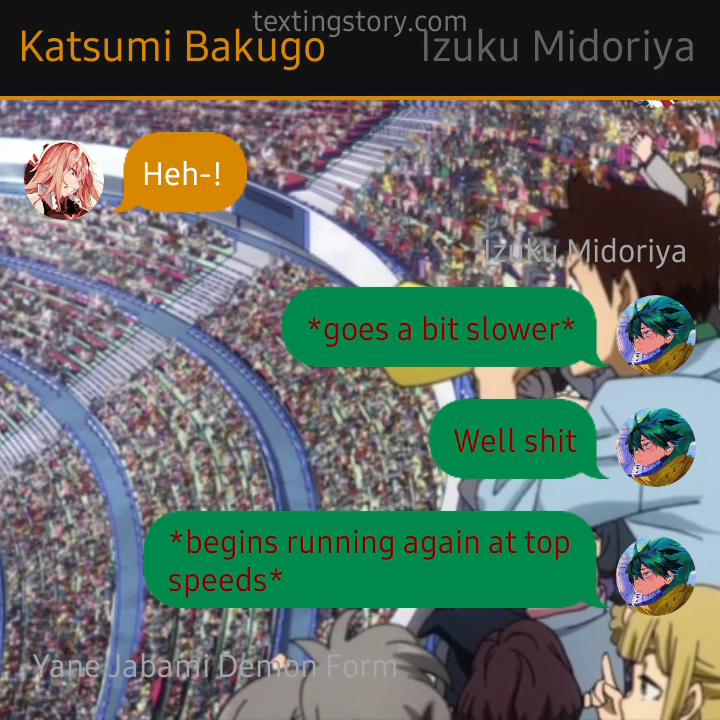 textingstory.com
Katsumi Bakugo
Izuku Midoriya
Heh-!
Izuku Midoriya
*goes a bit slower*
Well shit
*begins running again at top
speeds*
Yane Jabami Demon Form